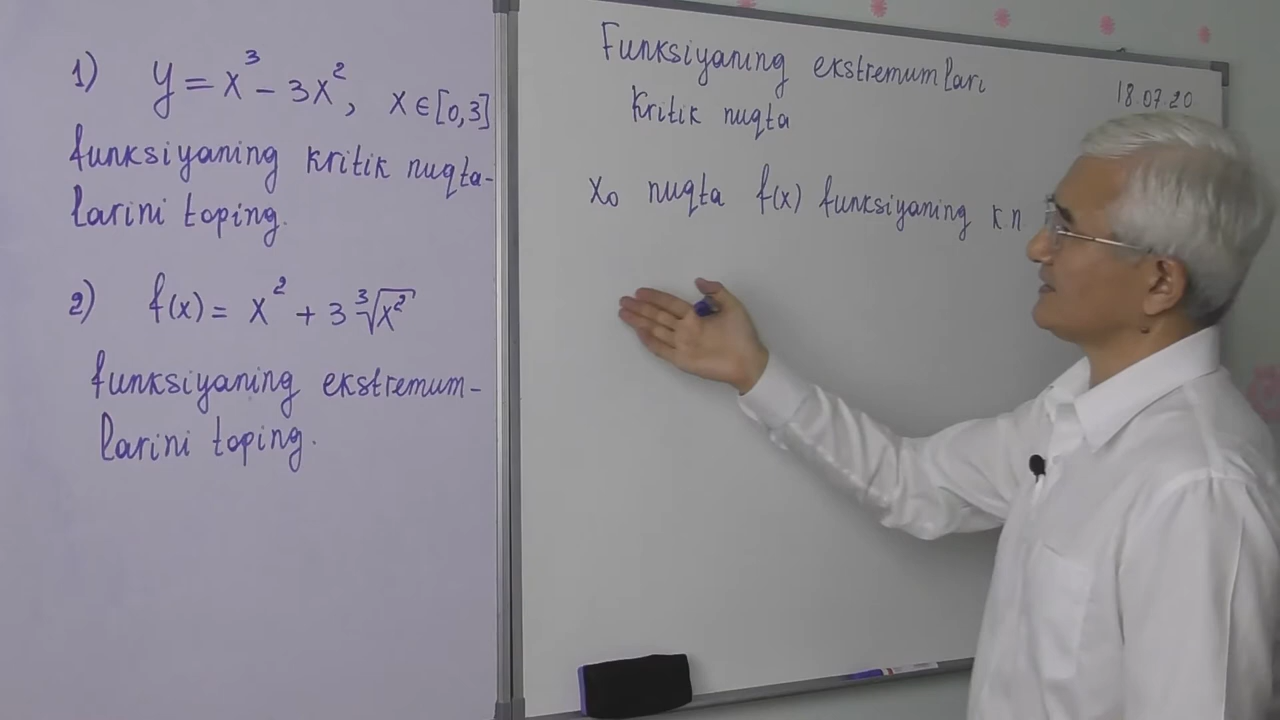 1) y = x³ - 3x², x ∈ [0,3]
funksiyaning kritik nuqta-
larini toping.
2) f(x) = x² + 3 ∛x²
funksiyaning ekstremum-
larini toping.
Funksiyaning ekstremumlari
Kritik nuqta
18.07.20
x₀ nuqta f(x) funksiyaning k.n